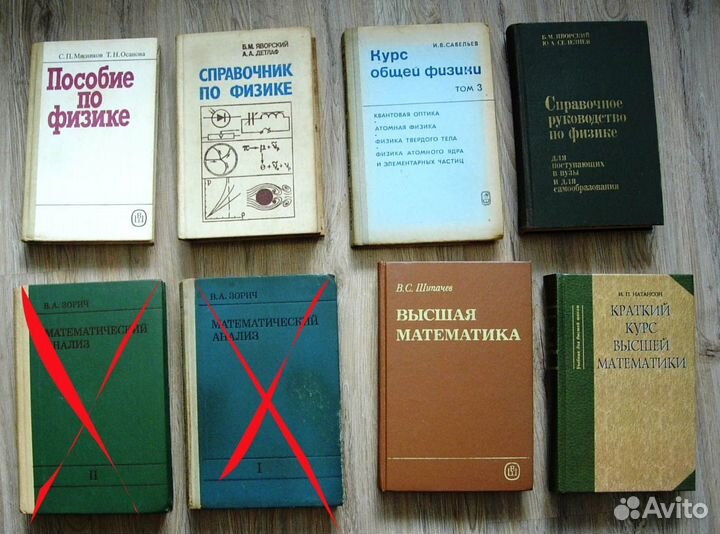 С. П. Мясников Т. Н. Осанова
Пособие
по
физике
Б.М. ЯВОРСКИЙ
А.А. ДЕТЛАФ
СПРАВОЧНИК
ПО ФИЗИКЕ
И.В. САВЕЛЬЕВ
Курс
общей физики
ТОМ 3
КВАНТОВАЯ ОПТИКА
АТОМНАЯ ФИЗИКА
ФИЗИКА ТВЕРДОГО ТЕЛА
ФИЗИКА АТОМНОГО ЯДРА
И ЭЛЕМЕНТАРНЫХ ЧАСТИЦ
Б. М. ЯВОРСКИЙ
Ю. А. СЕЛЕЗНЕВ
Справочное
руководство
по физике
для
поступающих
в вузы
и для
самообразования
В.А. ЗОРИЧ
МАТЕМАТИЧЕСКИЙ
АНАЛИЗ
II
В.А. ЗОРИЧ
МАТЕМАТИЧЕСКИЙ
АНАЛИЗ
I
В.С. Шипачев
ВЫСШАЯ
МАТЕМАТИКА
И. П. НАТАНСОН
КРАТКИЙ
КУРС
ВЫСШЕЙ
МАТЕМАТИКИ
Avito